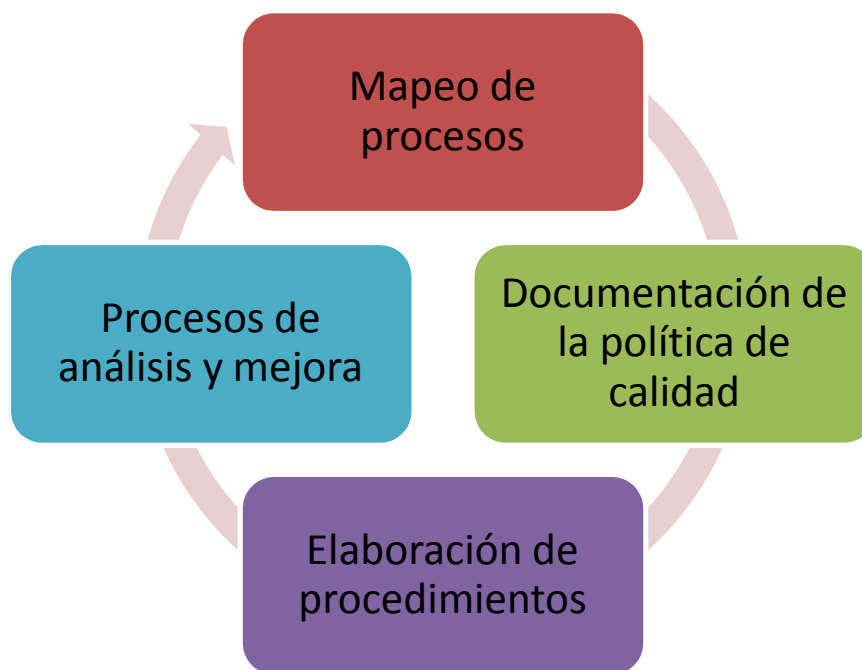 Mapeo de
procesos
Documentación de
la política de
calidad
Elaboración de
procedimientos
Procesos de
análisis y mejora